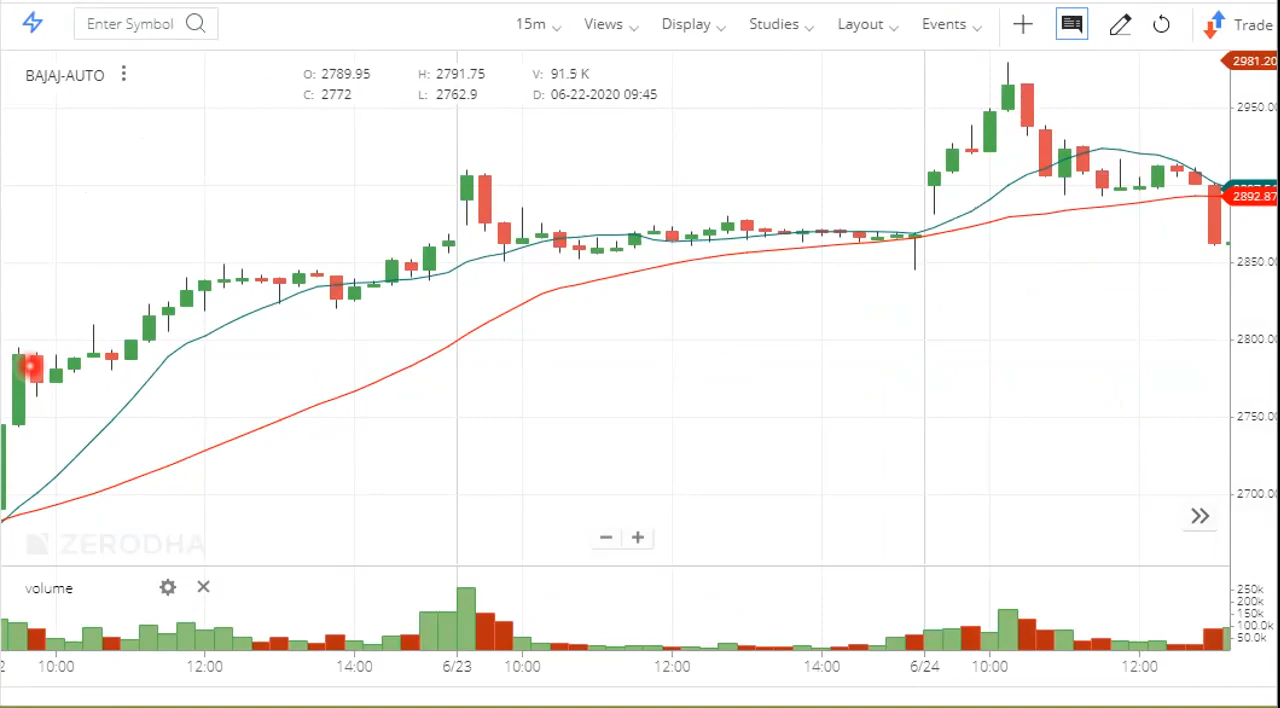 Enter Symbol 15m Views Display Studies Layout Events Trade
BAJAJ-AUTO O: 2789.95 H: 2791.75 V: 91.5 K
C: 2772 L: 2762.9 D: 06-22-2020 09:45
2981.20
2950.00
2892.87
2850.00
2800.00
2750.00
2700.00
ZERODHA
volume
250k
200k
150k
100.0k
50.0k
2 10:00 12:00 14:00 6/23 10:00 12:00 14:00 6/24 10:00 12:00